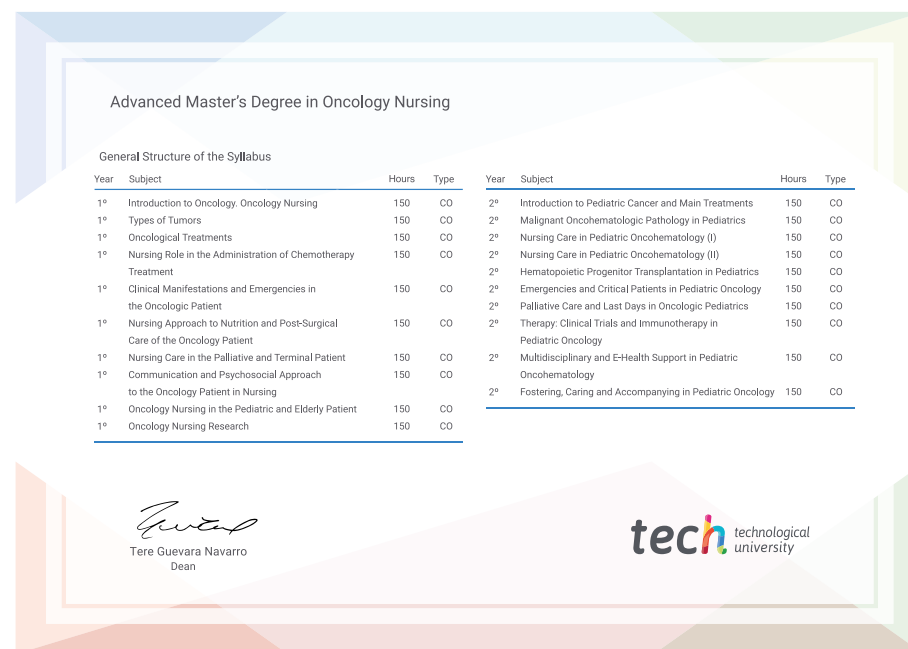 Advanced Master's Degree in Oncology Nursing
General Structure of the Syllabus
Year Subject Hours Type
1º Introduction to Oncology. Oncology Nursing 150 CO
1º Types of Tumors 150 CO
1º Oncological Treatments 150 CO
1º Nursing Role in the Administration of Chemotherapy 150 CO
Treatment
1º Clinical Manifestations and Emergencies in 150 CO
the Oncologic Patient
1º Nursing Approach to Nutrition and Post-Surgical 150 CO
Care of the Oncology Patient
1º Nursing Care in the Palliative and Terminal Patient 150 CO
1º Communication and Psychosocial Approach 150 CO
to the Oncology Patient in Nursing
1º Oncology Nursing in the Pediatric and Elderly Patient 150 CO
1º Oncology Nursing Research 150 CO
Year Subject Hours Type
2º Introduction to Pediatric Cancer and Main Treatments 150 CO
2º Malignant Oncohematologic Pathology in Pediatrics 150 CO
2º Nursing Care in Pediatric Oncohematology (I) 150 CO
2º Nursing Care in Pediatric Oncohematology (II) 150 CO
2º Hematopoietic Progenitor Transplantation in Pediatrics 150 CO
2º Emergencies and Critical Patients in Pediatric Oncology 150 CO
2º Palliative Care and Last Days in Oncologic Pediatrics 150 CO
2º Therapy: Clinical Trials and Immunotherapy in 150 CO
Pediatric Oncology
2º Multidisciplinary and E-Health Support in Pediatric 150 CO
Oncohematology
2º Fostering, Caring and Accompanying in Pediatric Oncology 150 CO
Tere Guevara Navarro
Dean
tech technological
university